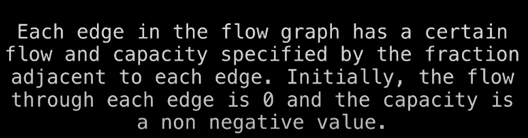 Each edge in the flow graph has a certain
flow and capacity specified by the fraction
adjacent to each edge. Initially, the flow
through each edge is 0 and the capacity is
a non negative value.